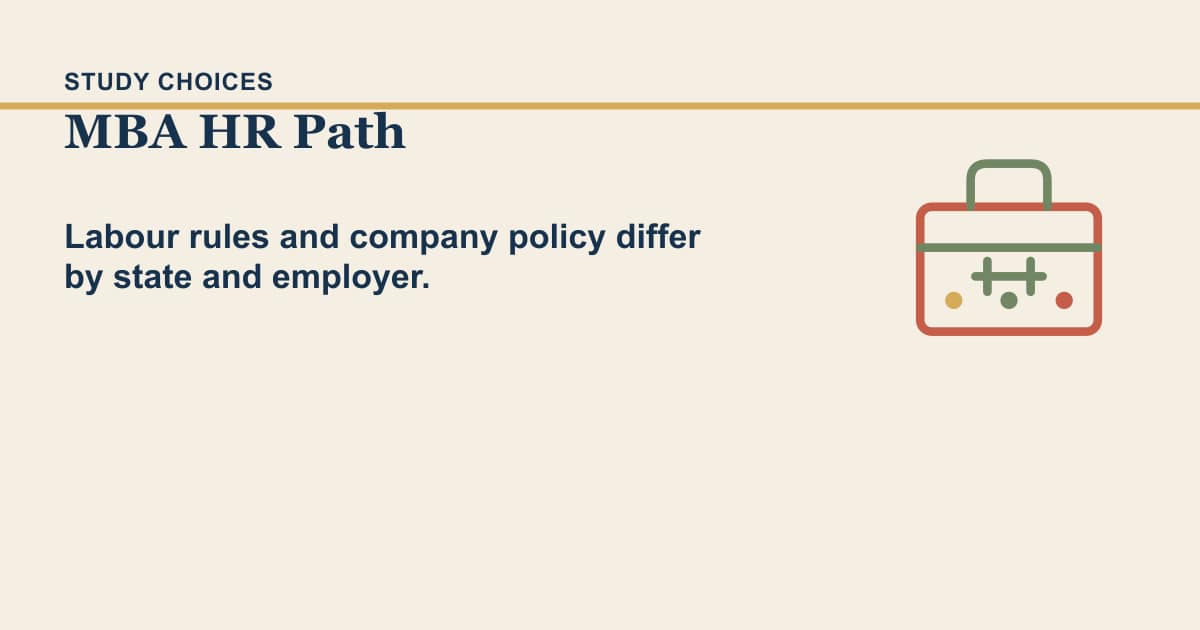 STUDY CHOICES
MBA HR Path
Labour rules and company policy differ
by state and employer.